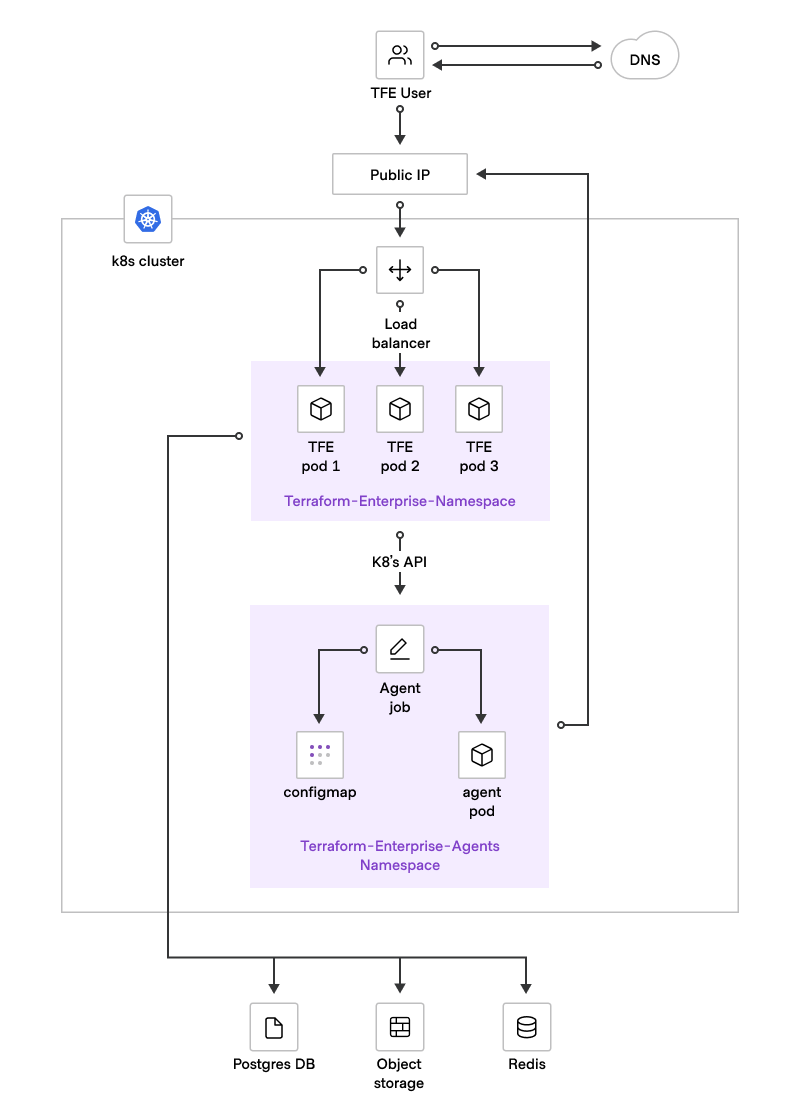 DNS
TFE User
Public IP
k8s cluster
Load
balancer
TFE
pod 1
TFE
pod 2
TFE
pod 3
Terraform-Enterprise-Namespace
K8's API
Agent
job
configmap
agent
pod
Terraform-Enterprise-Agents
Namespace
Postgres DB
Object
storage
Redis